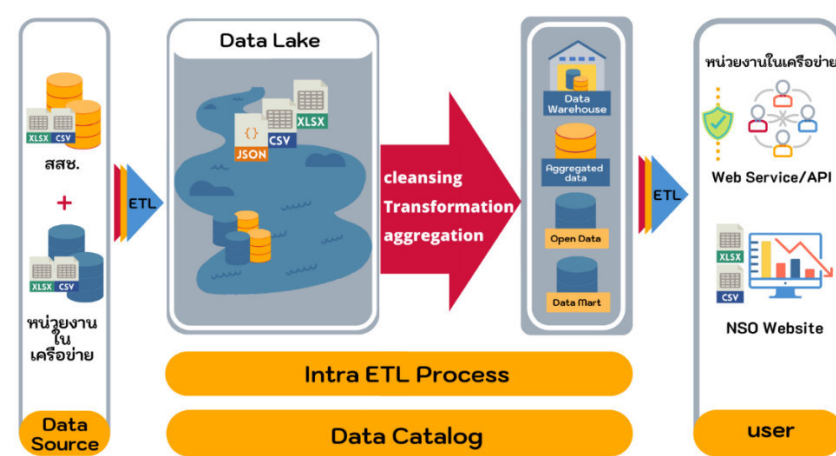 XLSX
CSV
สสช.
+
XLSX
CSV
หน่วยงาน
ใน
เครือข่าย
Data
Source
ETL
Data Lake
{}
JSON
CSV
XLSX
cleansing
Transformation
aggregation
Data
Warehouse
Aggregated
data
Open Data
Data Mart
Intra ETL Process
Data Catalog
ETL
หน่วยงานในเครือข่าย
Web Service/API
XLSX
CSV
NSO Website
user